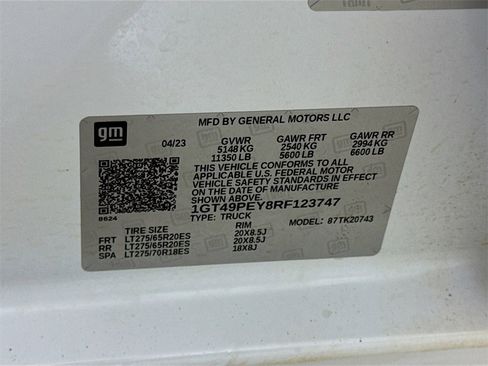 MFD BY GENERAL MOTORS LLC
gm
04/23 GVWR GAWR FRT GAWR RR
5148 KG 2540 KG 2994 KG
11350 LB 5600 LB 6600 LB
THIS VEHICLE CONFORMS TO ALL
APPLICABLE U.S. FEDERAL MOTOR
VEHICLE SAFETY STANDARDS IN EFFECT
ON THE DATE OF MANUFACTURE
SHOWN ABOVE.
1GT49PEY8RF123747
8624 TYPE: TRUCK MODEL: 87TK20743
TIRE SIZE RIM
FRT LT275/65R20ES 20X8.5J
RR LT275/65R20ES 20X8.5J
SPA LT275/70R18ES 18X8J